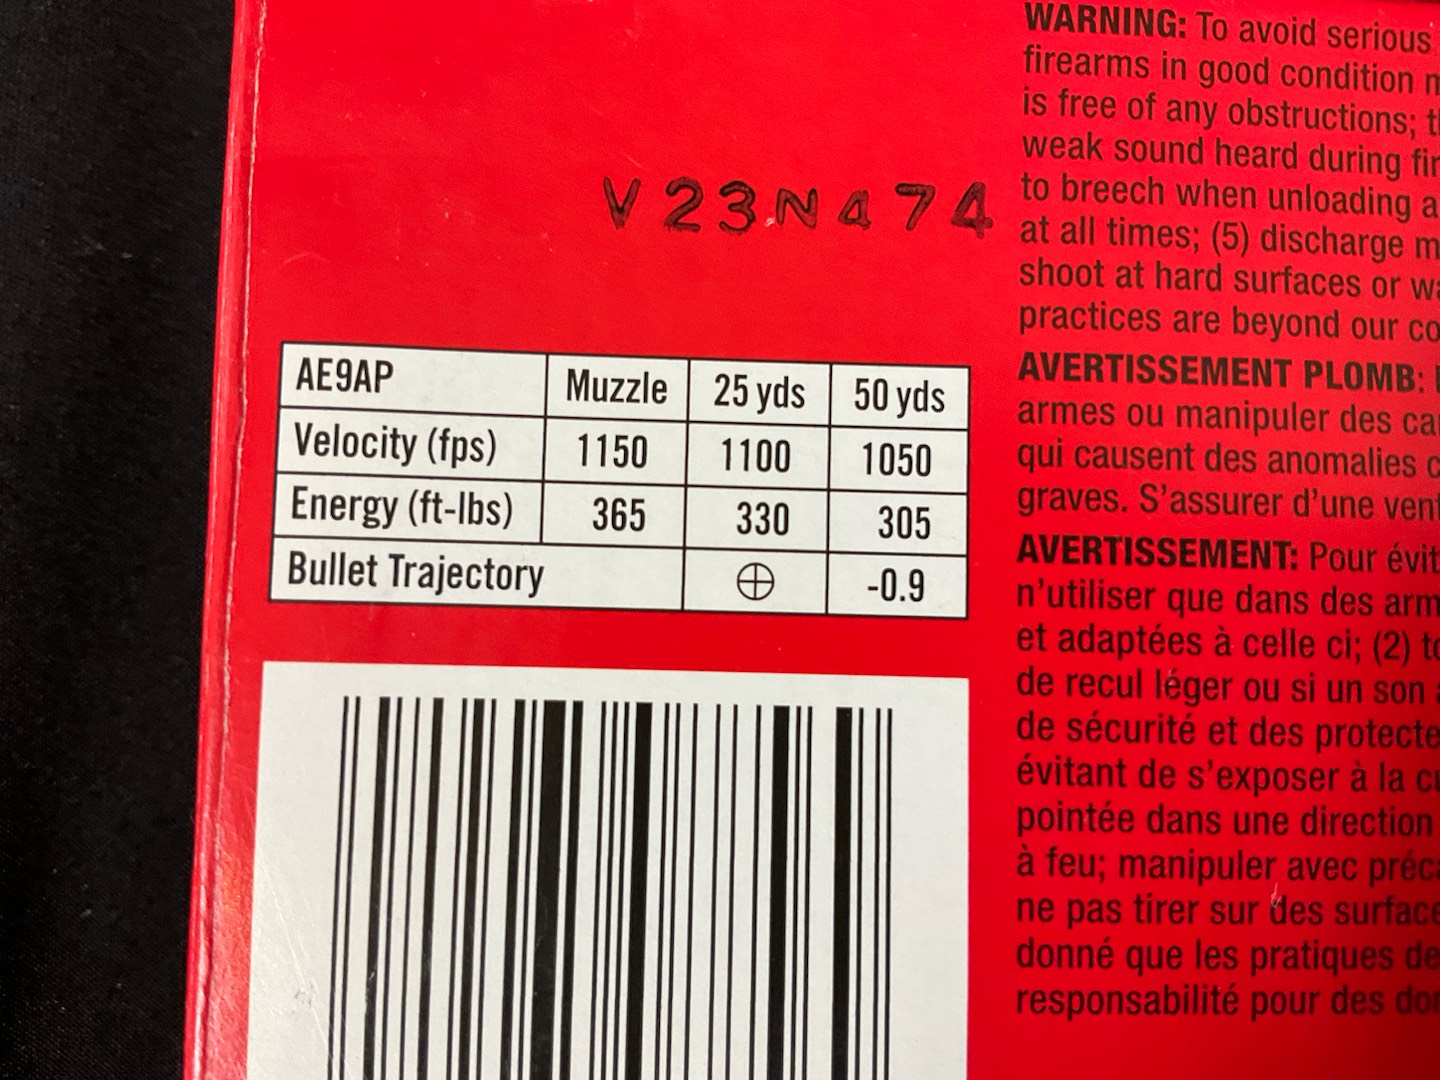 V23N474
AE9AP Muzzle 25 yds 50 yds
Velocity (fps) 1150 1100 1050
Energy (ft-lbs) 365 330 305
Bullet Trajectory ⊕ -0.9
WARNING: To avoid serious
firearms in good condition
is free of any obstructions;
weak sound heard during
to breech when unloading
at all times; (5) discharge
shoot at hard surfaces or
practices are beyond our
AVERTISSEMENT PLOMB:
armes ou manipuler des
qui causent des anomalies
graves. S'assurer d'une
AVERTISSEMENT: Pour
n'utiliser que dans des
et adaptées à celle ci; (2)
de recul léger ou si un son
de sécurité et des
évitant de s'exposer à la
pointée dans une direction
à feu; manipuler avec
ne pas tirer sur des
donné que les pratiques
responsabilité pour des